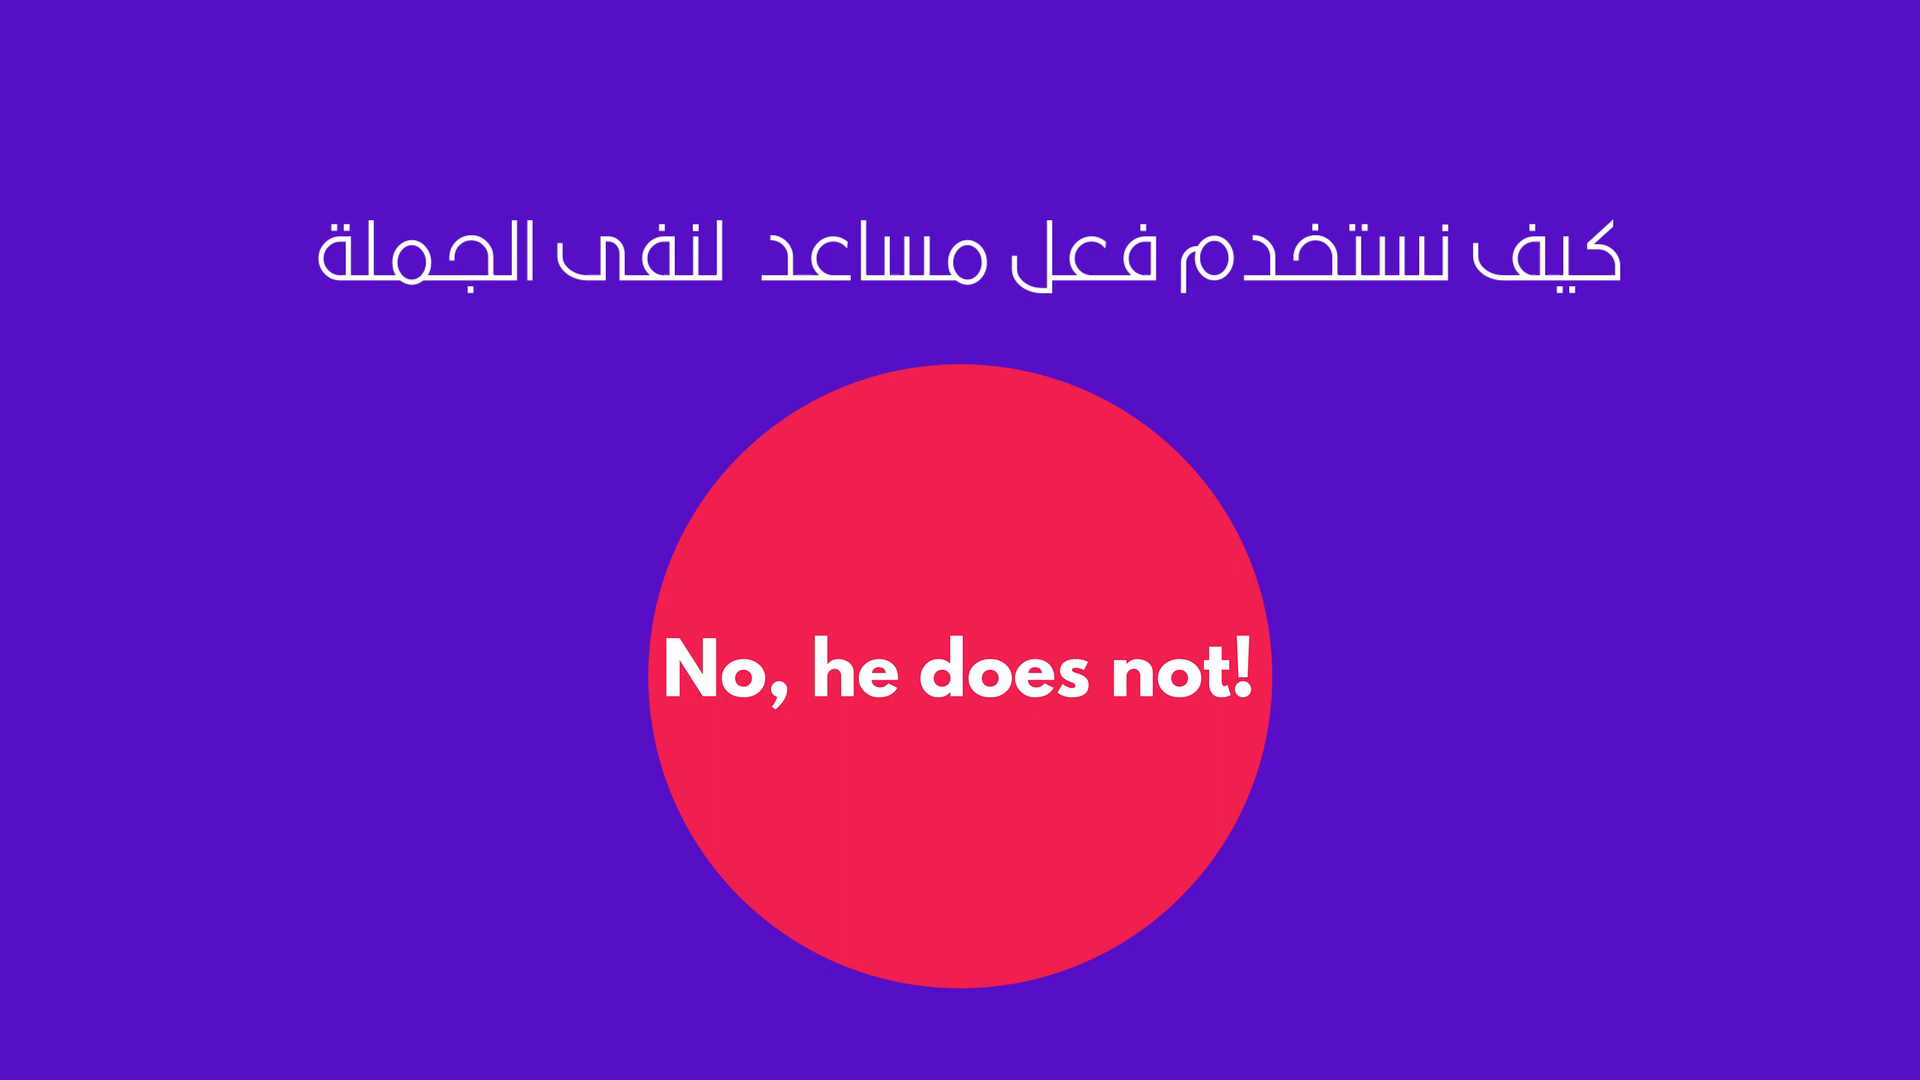 كيف نستخدم فعل مساعد لنفى الجملة
No, he does not!